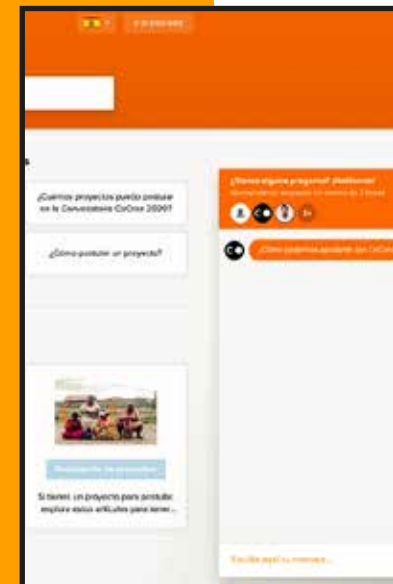 s
¿Cuántos proyectos puedo postular
en la Convocatoria CoCrea 2020?
¿Cómo postular un proyecto?
Si tienes un proyecto para postular
explora estos artículos para tener...
¿Tienes alguna pregunta? ¡Hablemos!
C
3+
C
¿Cómo podemos ayudarte con CoCrea
Escribe aquí tu mensaje...